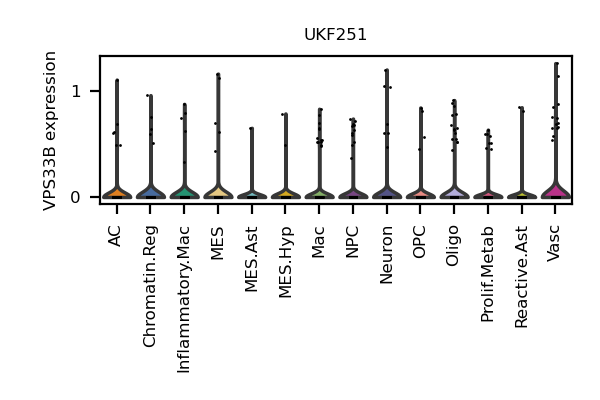 UKF251
VPS33B expression
1
0
AC
Chromatin.Reg
Inflammatory.Mac
MES
MES.Ast
MES.Hyp
Mac
NPC
Neuron
OPC
Oligo
Prolif.Metab
Reactive.Ast
Vasc